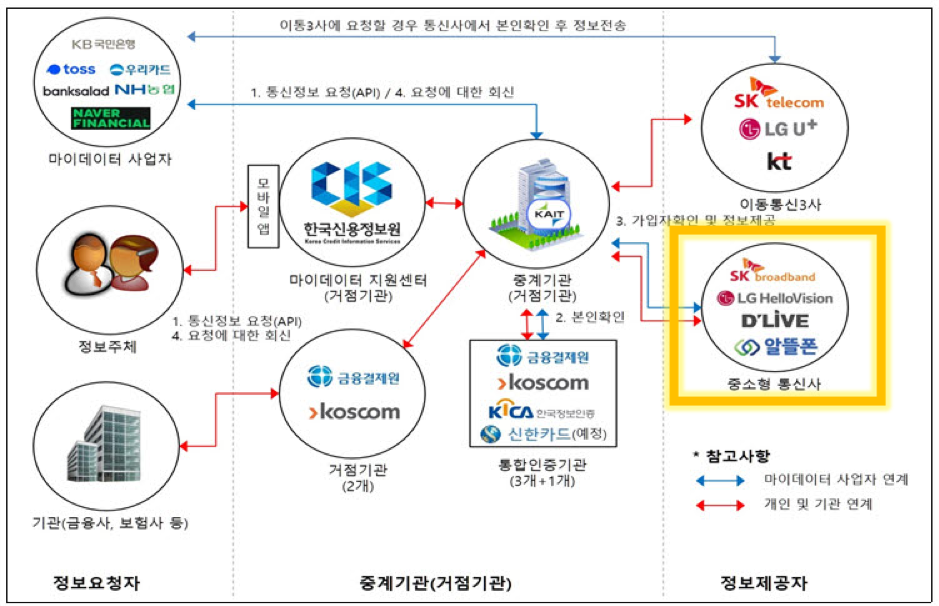 이통3사에 요청할 경우 통신사에서 본인확인 후 정보전송
KB국민은행
toss 우리카드
banksalad NH농협
NAVER
FINANCIAL
마이데이터 사업자
1. 통신정보 요청(API) / 4. 요청에 대한 회신
SK telecom
LG U+
kt
이동통신3사
모바일앱
CIS
한국신용정보원
Korea Credit Information Services
마이데이터 지원센터
(거점기관)
KAIT
중계기관
(거점기관)
3. 가입자확인 및 정보제공
정보주체
1. 통신정보 요청(API)
4. 요청에 대한 회신
2. 본인확인
SK broadband
LG HelloVision
D'LIVE
알뜰폰
중소형 통신사
금융결제원
koscom
거점기관
(2개)
금융결제원
koscom
KICA 한국정보인증
신한카드(예정)
통합인증기관
(3개+1개)
기관(금융사, 보험사 등)
* 참고사항
마이데이터 사업자 연계
개인 및 기관 연계
정보요청자
중계기관(거점기관)
정보제공자